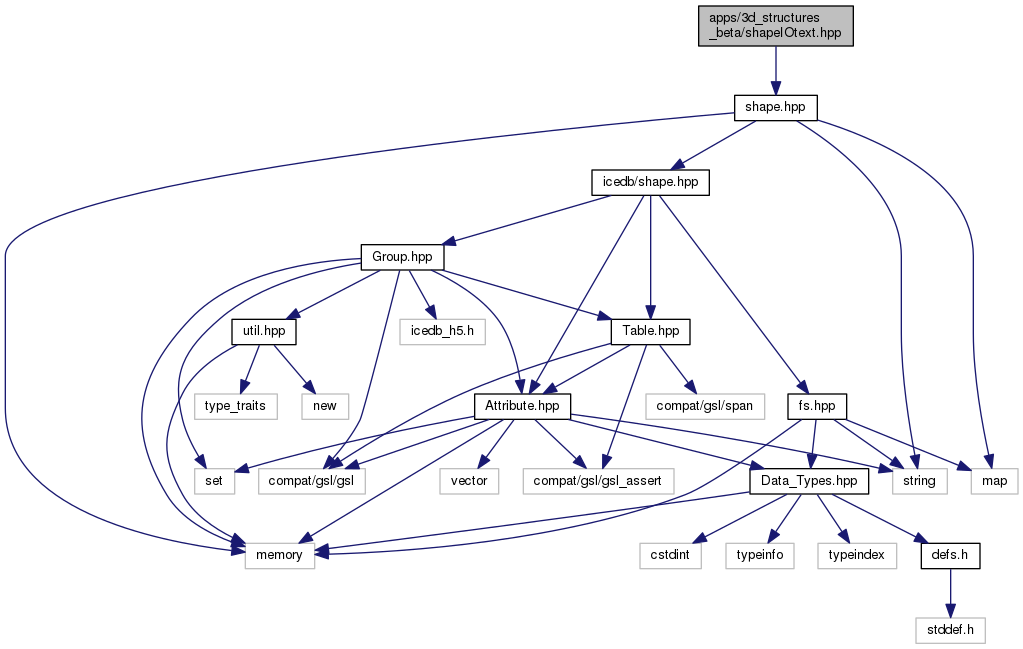 apps/3d_structures
_beta/shapeIOtext.hpp
shape.hpp
icedb/shape.hpp
Group.hpp
util.hpp
icedb_h5.h
Table.hpp
type_traits
new
Attribute.hpp
compat/gsl/span
fs.hpp
set
compat/gsl/gsl
vector
compat/gsl/gsl_assert
Data_Types.hpp
string
map
memory
cstdint
typeinfo
typeindex
defs.h
stddef.h